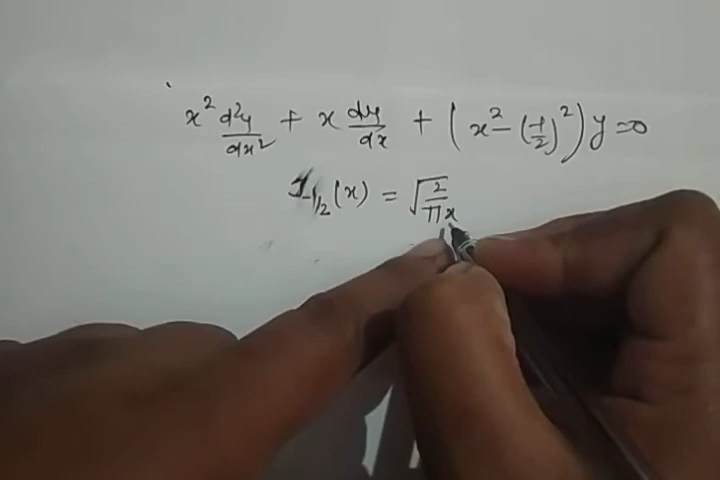 x² d²y/dx² + x dy/dx + (x² - (-1/2)²) y = 0
J-1/2 (x) = √2/πx